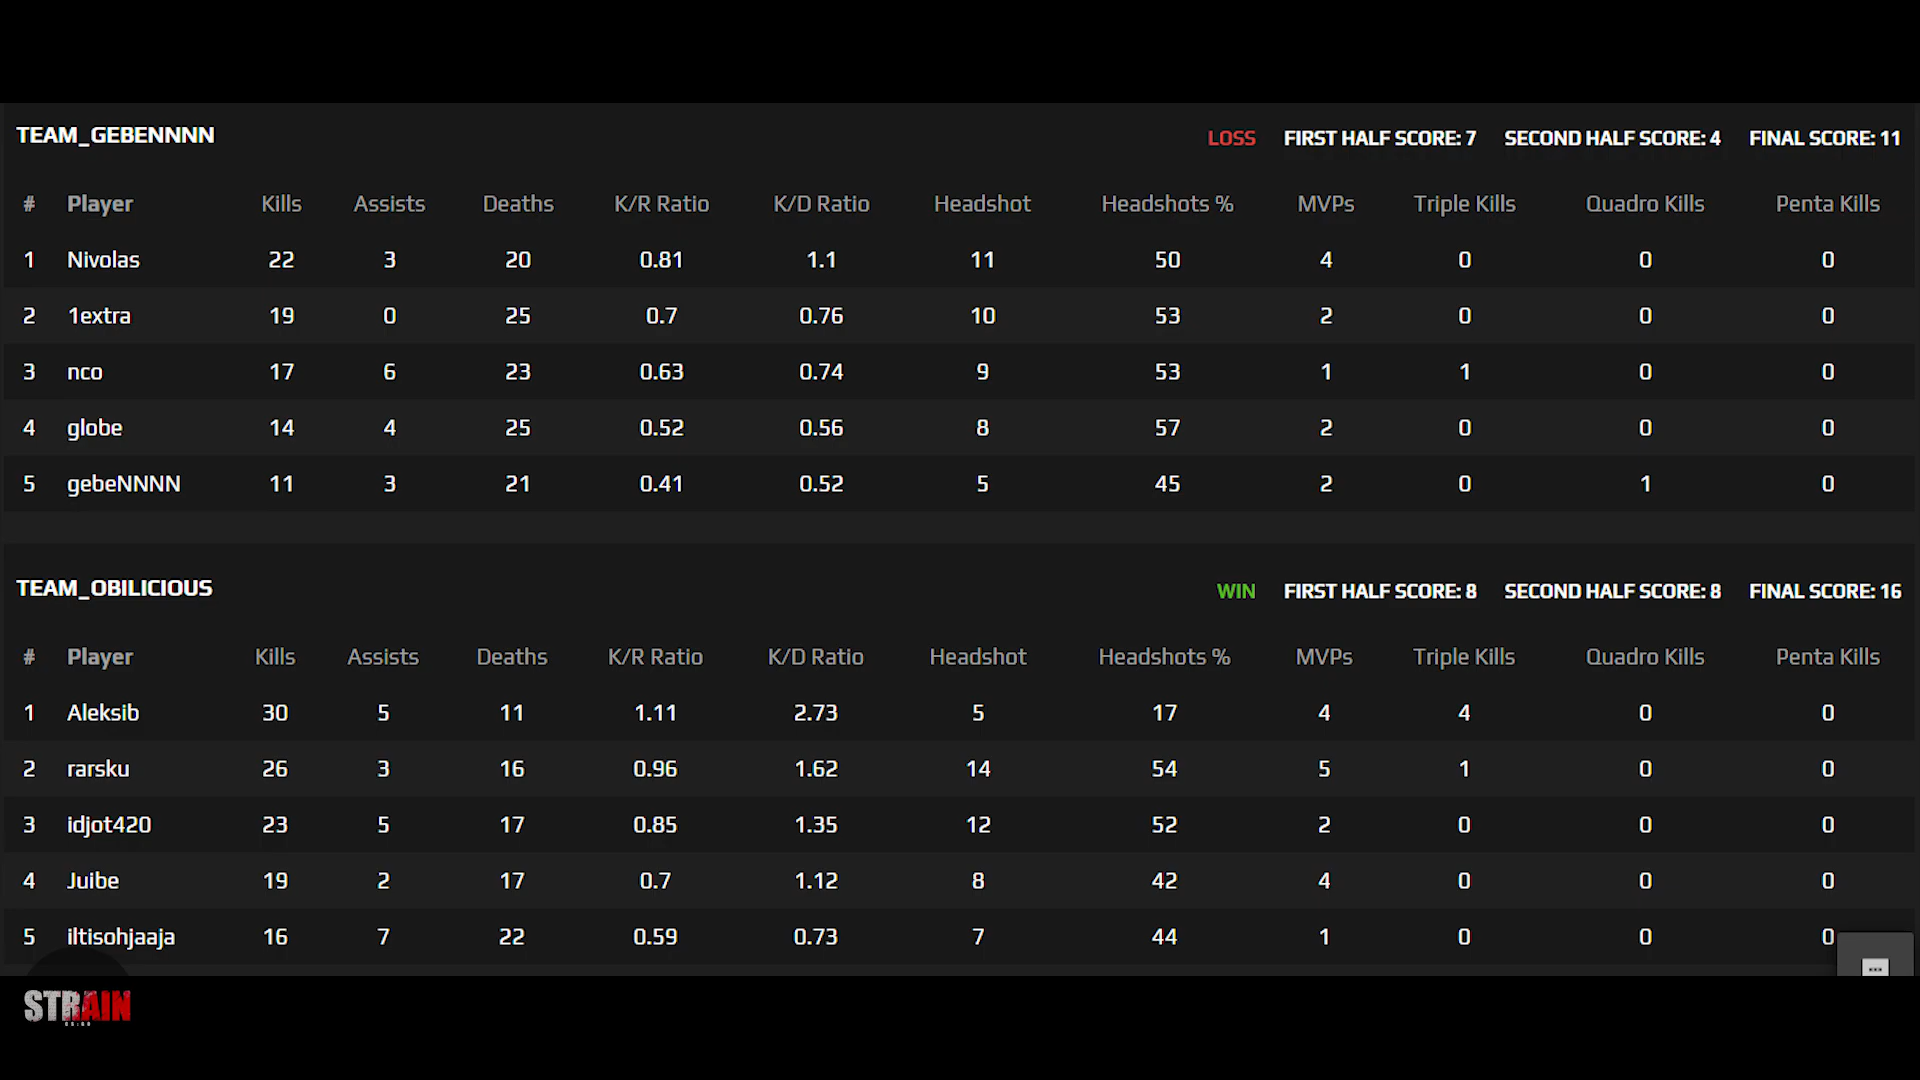 TEAM_GEBENNNN LOSS FIRST HALF SCORE: 7 SECOND HALF SCORE: 4 FINAL SCORE: 11
# Player Kills Assists Deaths K/R Ratio K/D Ratio Headshot Headshots % MVPs Triple Kills Quadro Kills Penta Kills
1 Nivolas 22 3 20 0.81 1.1 11 50 4 0 0 0
2 1extra 19 0 25 0.7 0.76 10 53 2 0 0 0
3 nco 17 6 23 0.63 0.74 9 53 1 1 0 0
4 globe 14 4 25 0.52 0.56 8 57 2 0 0 0
5 gebeNNNN 11 3 21 0.41 0.52 5 45 2 0 1 0
TEAM_OBILICIOUS WIN FIRST HALF SCORE: 8 SECOND HALF SCORE: 8 FINAL SCORE: 16
# Player Kills Assists Deaths K/R Ratio K/D Ratio Headshot Headshots % MVPs Triple Kills Quadro Kills Penta Kills
1 Aleksib 30 5 11 1.11 2.73 5 17 4 4 0 0
2 rarsku 26 3 16 0.96 1.62 14 54 5 1 0 0
3 idjot420 23 5 17 0.85 1.35 12 52 2 0 0 0
4 Juibe 19 2 17 0.7 1.12 8 42 4 0 0 0
5 iltisohjaaja 16 7 22 0.59 0.73 7 44 1 0 0 0
STRAIN